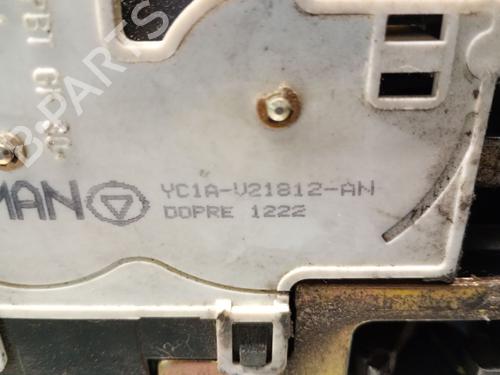 MAN
YC1A-V21812-AN
DOPRE 1222
B-PARTS